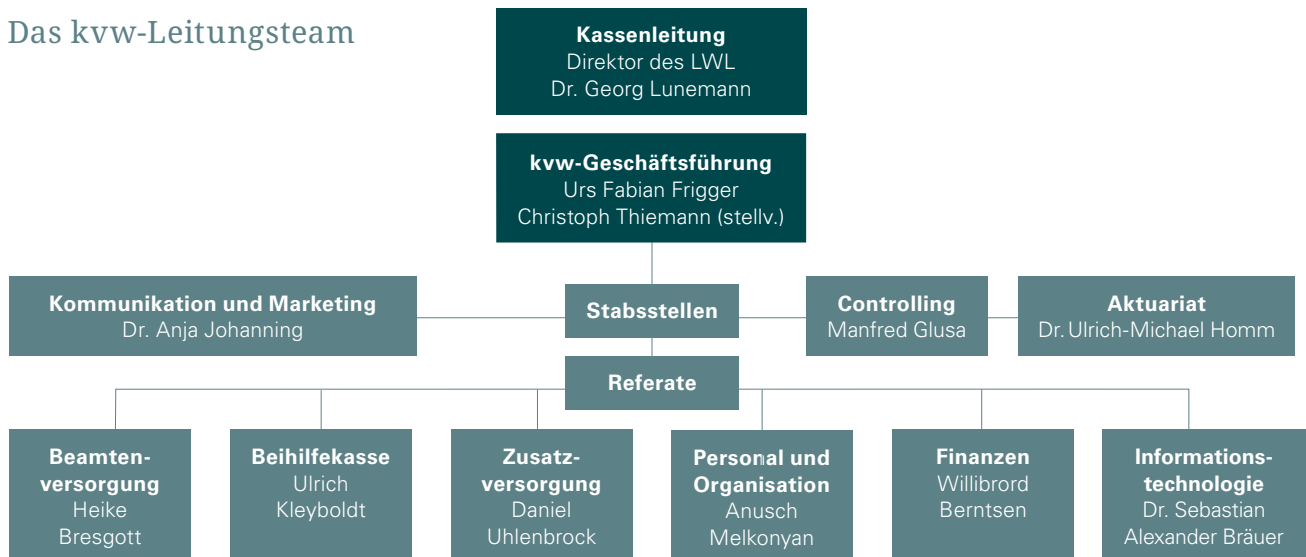 Das kvw-Leitungsteam
Kassenleitung
Direktor des LWL
Dr. Georg Lunemann
kvw-Geschäftsführung
Urs Fabian Frigger
Christoph Thiemann (stellv.)
Kommunikation und Marketing
Dr. Anja Johanning
Stabsstellen
Controlling
Manfred Glusa
Aktuariat
Dr. Ulrich-Michael Homm
Referate
Beamten-
versorgung
Heike
Bresgott
Beihilfekasse
Ulrich
Kleyboldt
Zusatz-
versorgung
Daniel
Uhlenbrock
Personal und
Organisation
Anusch
Melkonyan
Finanzen
Willibrord
Berntsen
Informations-
technologie
Dr. Sebastian
Alexander Bräuer